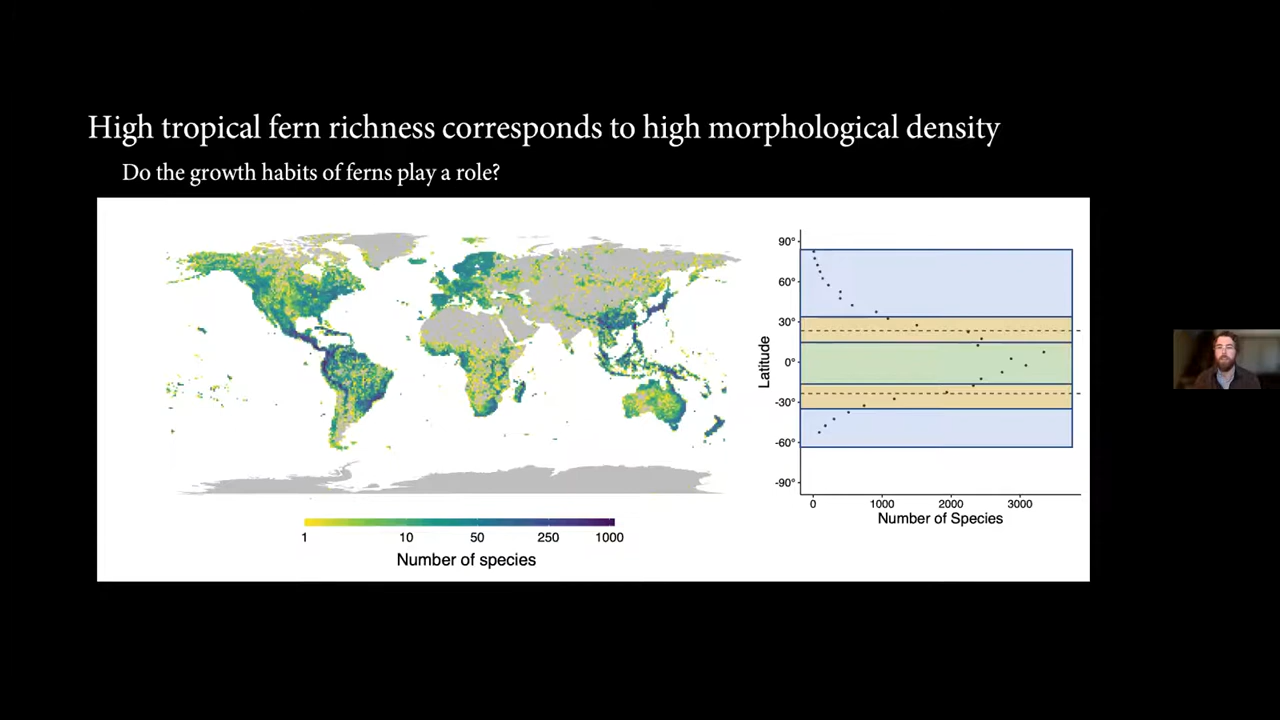 High tropical fern richness corresponds to high morphological density
Do the growth habits of ferns play a role?
1 10 50 250 1000
Number of species
Latitude
90°
60°
30°
0°
-30°
-60°
-90°
0 1000 2000 3000
Number of Species